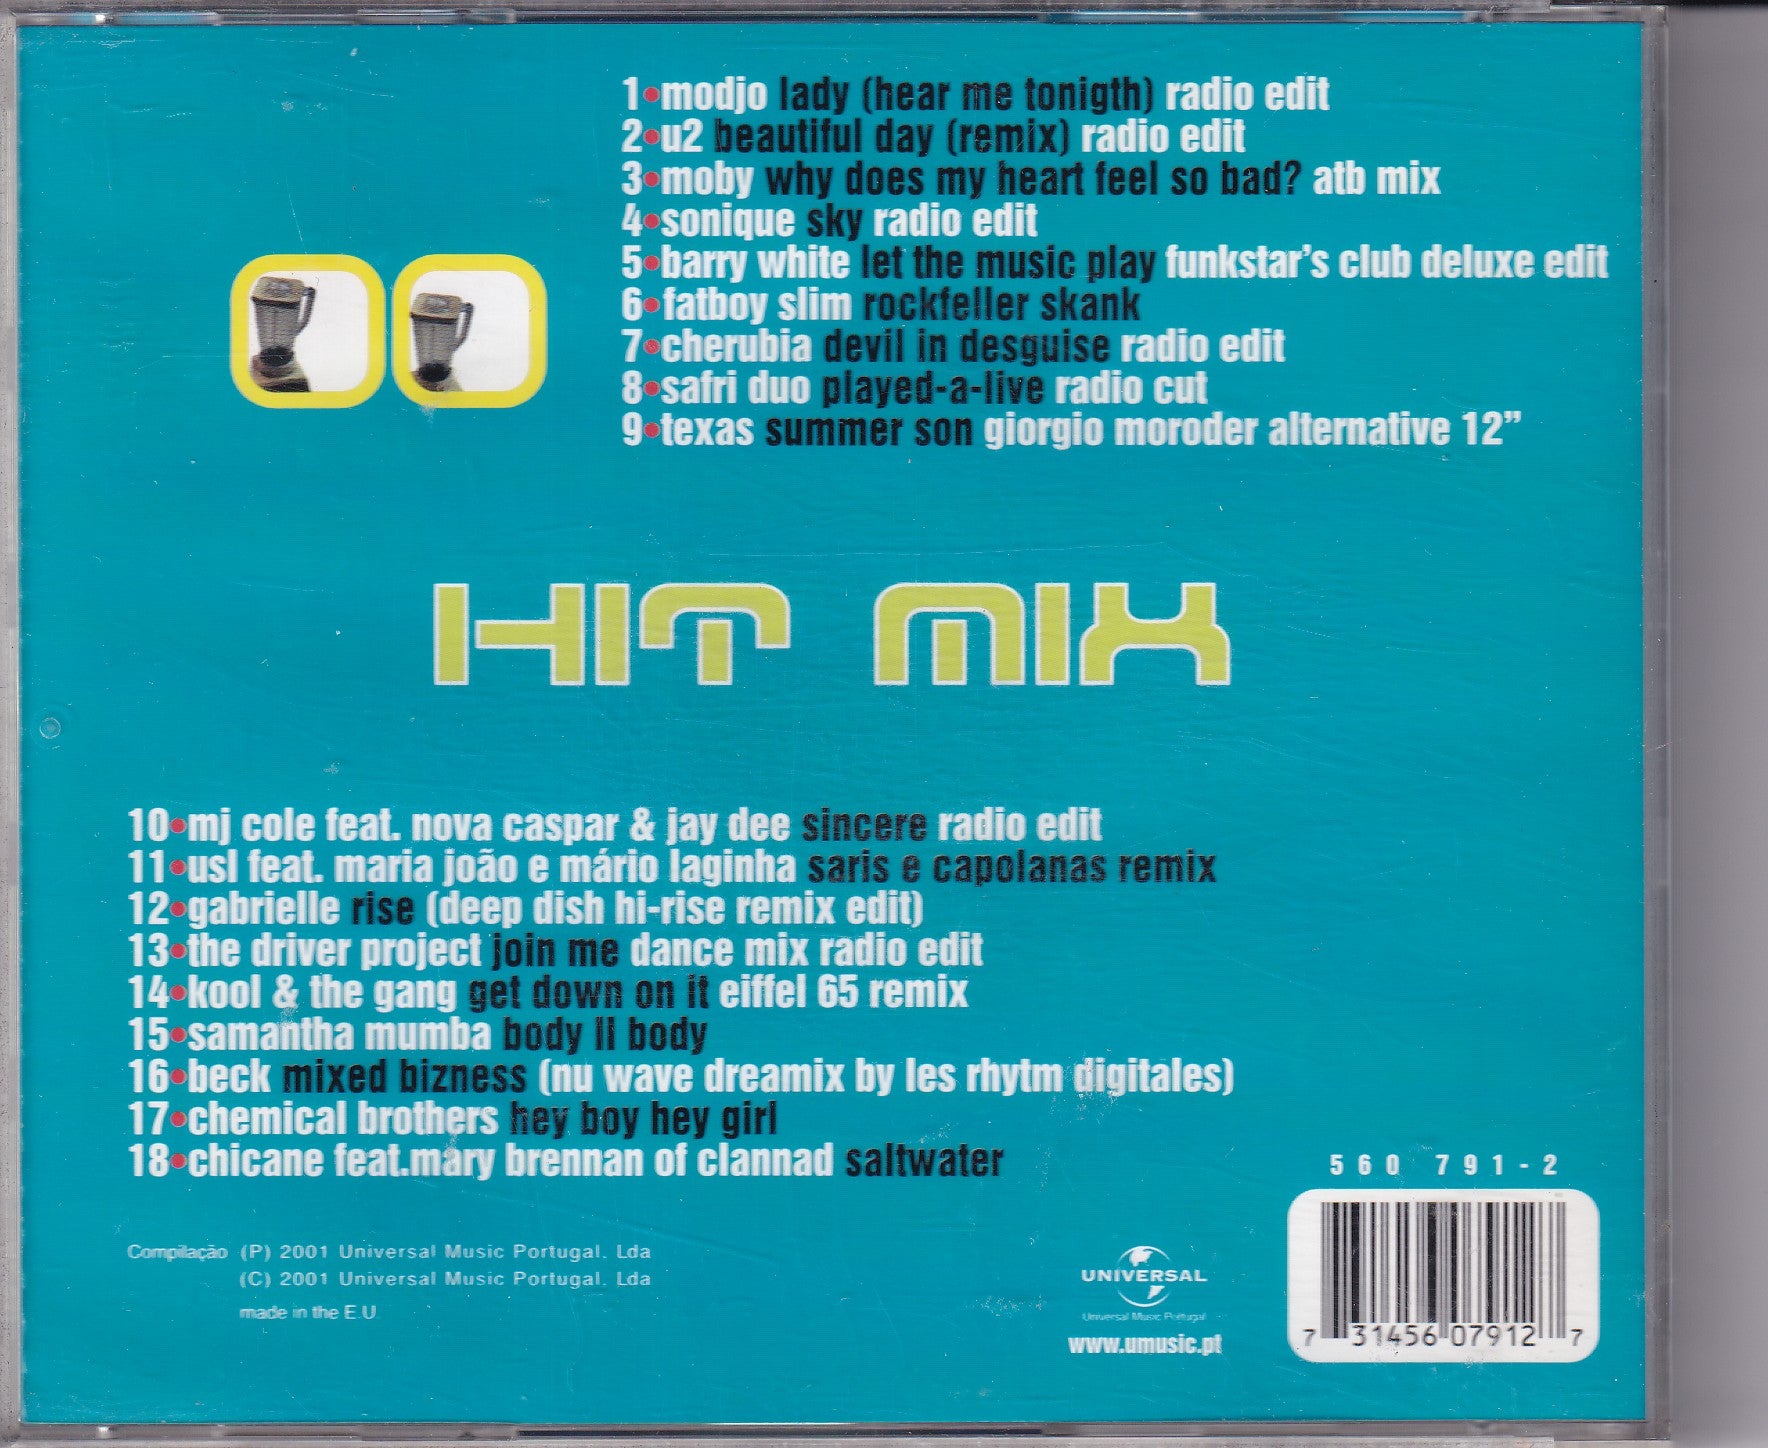 1•modjo lady (hear me tonigth) radio edit
2•u2 beautiful day (remix) radio edit
3•moby why does my heart feel so bad? atb mix
4•sonique sky radio edit
5•barry white let the music play funkstar's club deluxe edit
6•fatboy slim rockfeller skank
7•cherubia devil in desguise radio edit
8•safri duo played-a-live radio cut
9•texas summer son giorgio moroder alternative 12”
HIT MIX
10•mj cole feat. nova caspar & jay dee sincere radio edit
11•usl feat. maria joão e mário laginha saris e capolanas remix
12•gabrielle rise (deep dish hi-rise remix edit)
13•the driver project join me dance mix radio edit
14•kool & the gang get down on it eiffel 65 remix
15•samantha mumba body II body
16•beck mixed bizness (nu wave dreamix by les rhytm digitales)
17•chemical brothers hey boy hey girl
18•chicane feat.mary brennan of clannad saltwater
560 791-2
Compilação (P) 2001 Universal Music Portugal. Lda
(C) 2001 Universal Music Portugal. Lda
made in the E.U.
UNIVERSAL
Universal Music Portugal
www.umusic.pt
7 31456 07912 7